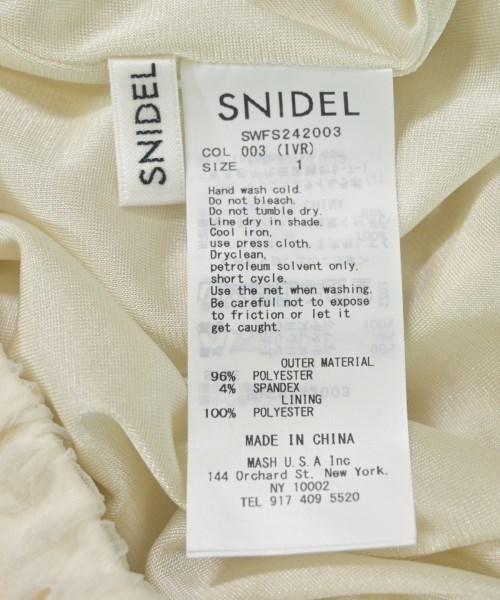 SNIDEL
SNIDEL
SWFS242003
COL 003 (IVR)
SIZE 1
Hand wash cold.
Do not bleach.
Do not tumble dry.
Line dry in shade.
Cool iron,
use press cloth.
Dryclean,
petroleum solvent only.
short cycle.
Use the net when washing.
Be careful not to expose
to friction or let it
get caught.
OUTER MATERIAL
96% POLYESTER
4% SPANDEX
LINING
100% POLYESTER
MADE IN CHINA
MASH U.S.A Inc
144 Orchard St. New York.
NY 10002
TEL 917 409 5520